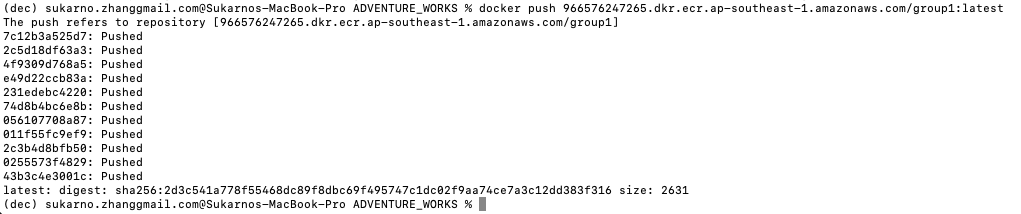 (dec) sukarno.zhanggmail.com@Sukarnos-MacBook-Pro ADVENTURE_WORKS % docker push 966576247265.dkr.ecr.ap-southeast-1.amazonaws.com/group1:latest
The push refers to repository [966576247265.dkr.ecr.ap-southeast-1.amazonaws.com/group1]
7c12b3a525d7: Pushed
2c5d18df63a3: Pushed
4f9309d768a5: Pushed
e49d22ccb83a: Pushed
231edebc4220: Pushed
74d8b4bc6e8b: Pushed
056107708a87: Pushed
011f55fc9ef9: Pushed
2c3b4d8bfb50: Pushed
0255573f4829: Pushed
43b3c4e3001c: Pushed
latest: digest: sha256:2d3c541a778f55468dc89f8dbc69f495747c1dc02f9aa74ce7a3c12dd383f316 size: 2631
(dec) sukarno.zhanggmail.com@Sukarnos-MacBook-Pro ADVENTURE_WORKS %